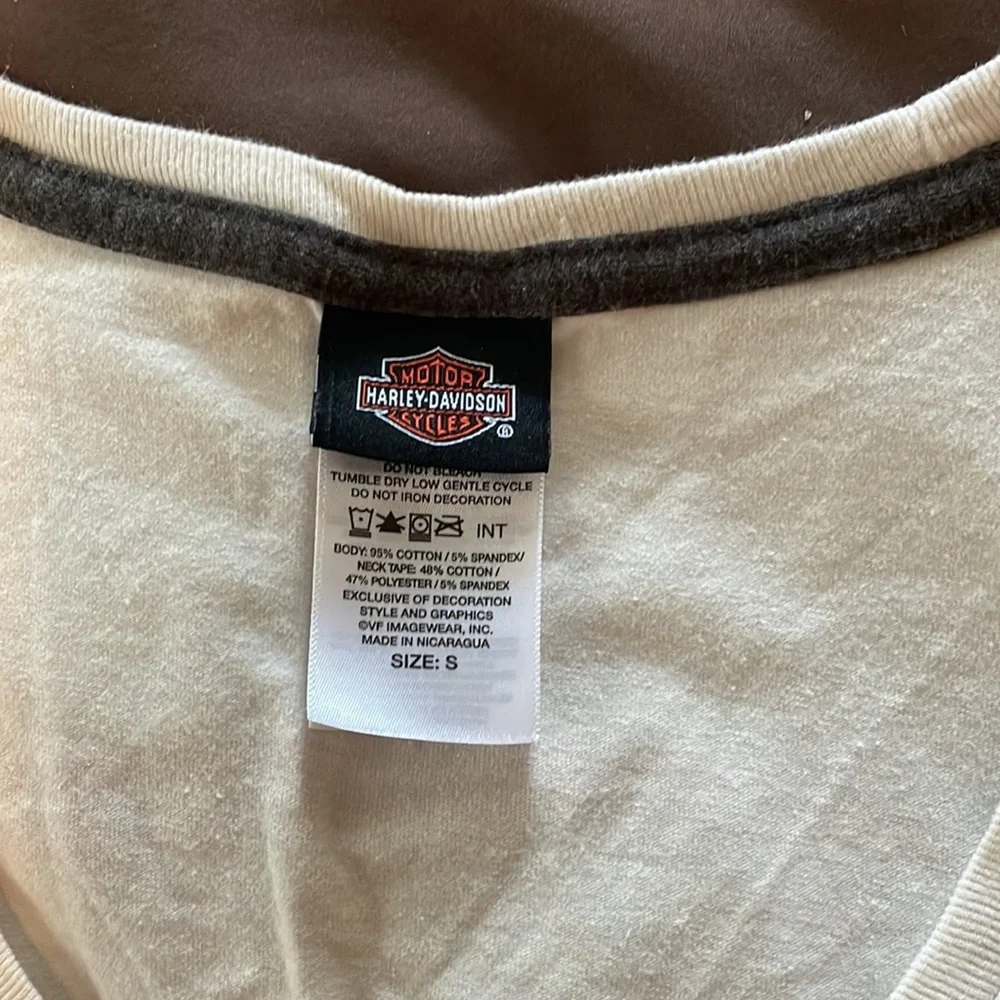 MOTOR
HARLEY-DAVIDSON
CYCLES
®
DO NOT BLEACH
TUMBLE DRY LOW GENTLE CYCLE
DO NOT IRON DECORATION
INT
BODY: 95% COTTON / 5% SPANDEX/
NECK TAPE: 48% COTTON /
47% POLYESTER / 5% SPANDEX
EXCLUSIVE OF DECORATION
STYLE AND GRAPHICS
©VF IMAGEWEAR, INC.
MADE IN NICARAGUA
SIZE: S